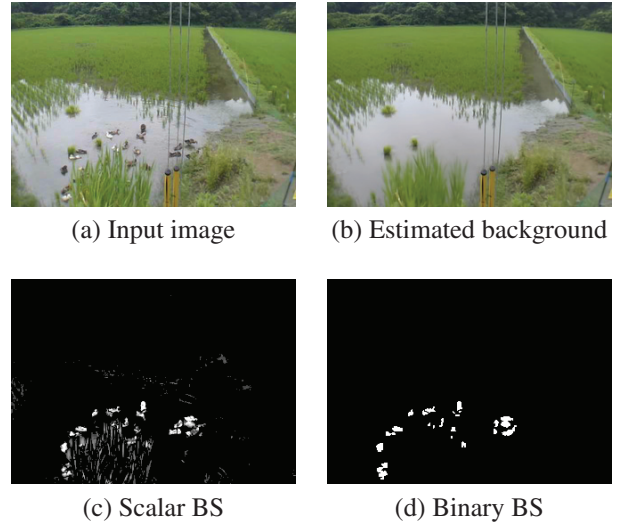 (a) Input image
(b) Estimated background
(c) Scalar BS
(d) Binary BS